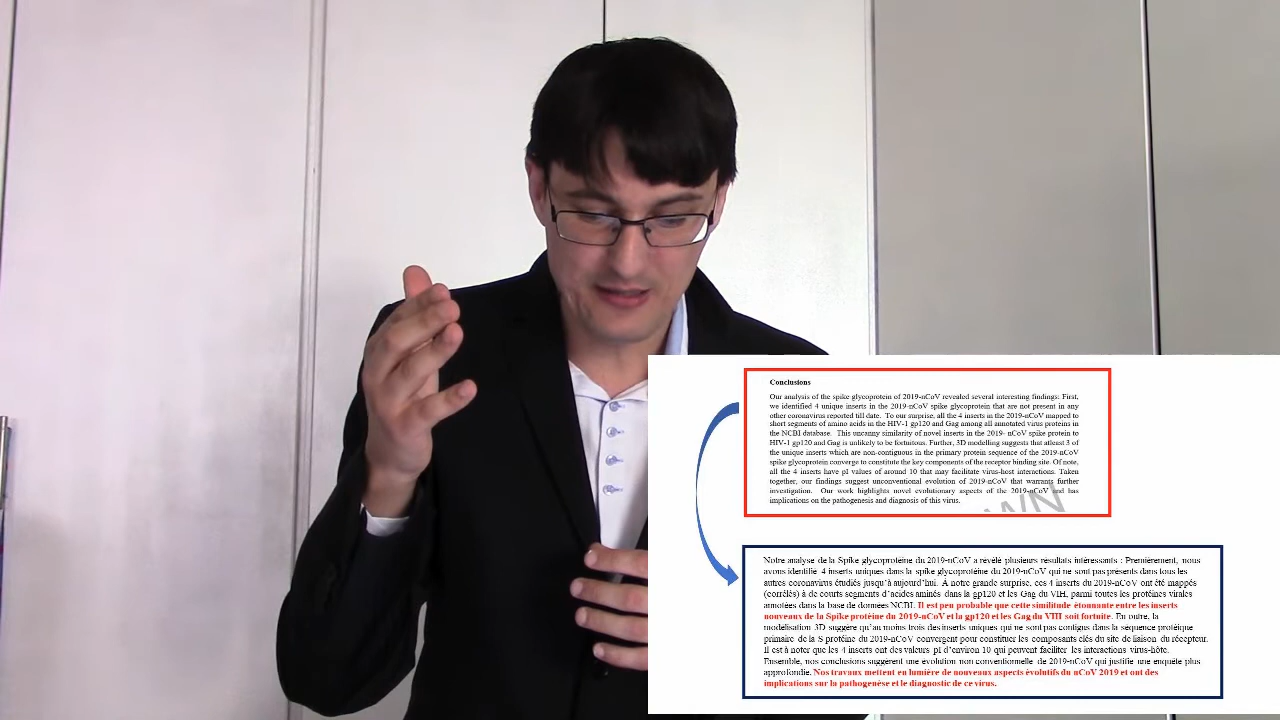 Conclusions
Our analysis of the spike glycoprotein of 2019-nCoV revealed several interesting findings: First,
we identified 4 unique inserts in the 2019-nCoV spike glycoprotein that are not present in any
other coronavirus reported till date. To our surprise, all the 4 inserts in the 2019-nCoV mapped to
short segments of amino acids in the HIV-1 gp120 and Gag among all annotated virus proteins in
the NCBI database. This uncanny similarity of novel inserts in the 2019- nCoV spike protein to
HIV-1 gp120 and Gag is unlikely to be fortuitous. Further, 3D modelling suggests that atleast 3 of
the unique inserts which are non-contiguous in the primary protein sequence of the 2019-nCoV
spike glycoprotein converge to constitute the key components of the receptor binding site. Of note,
all the 4 inserts have pI values of around 10 that may facilitate virus-host interactions. Taken
together, our findings suggest unconventional evolution of 2019-nCoV that warrants further
investigation. Our work highlights novel evolutionary aspects of the 2019-nCoV and has
implications on the pathogenesis and diagnosis of this virus.
WN
Notre analyse de la Spike glycoprotéine du 2019-nCoV a révélé plusieurs résultats intéressants : Premièrement, nous
avons identifié 4 inserts uniques dans la spike glycoprotéine du 2019-nCoV qui ne sont pas présents dans tous les
autres coronavirus étudiés jusqu'à aujourd'hui. A notre grande surprise, ces 4 inserts du 2019-nCoV ont été mappés
(corrélés) à de courts segments d'acides aminés dans la gp120 et les Gag du VIH, parmi toutes les protéines virales
annotées dans la base de données NCBI. Il est peu probable que cette similitude étonnante entre les inserts
nouveaux de la Spike protéine du 2019-nCoV et la gp120 et les Gag du VIH soit fortuite. En outre, la
modélisation 3D suggère qu'au moins trois des inserts uniques qui ne sont pas contigus dans la séquence protéique
primaire de la S protéine du 2019-nCoV convergent pour constituer les composants clés du site de liaison du récepteur.
Il est à noter que les 4 inserts ont des valeurs pI d'environ 10 qui peuvent faciliter les interactions virus-hôte.
Ensemble, nos conclusions suggèrent une évolution non conventionnelle de 2019-nCoV qui justifie une enquête plus
approfondie. Nos travaux mettent en lumière de nouveaux aspects évolutifs du nCoV 2019 et ont des
implications sur la pathogenèse et le diagnostic de ce virus.